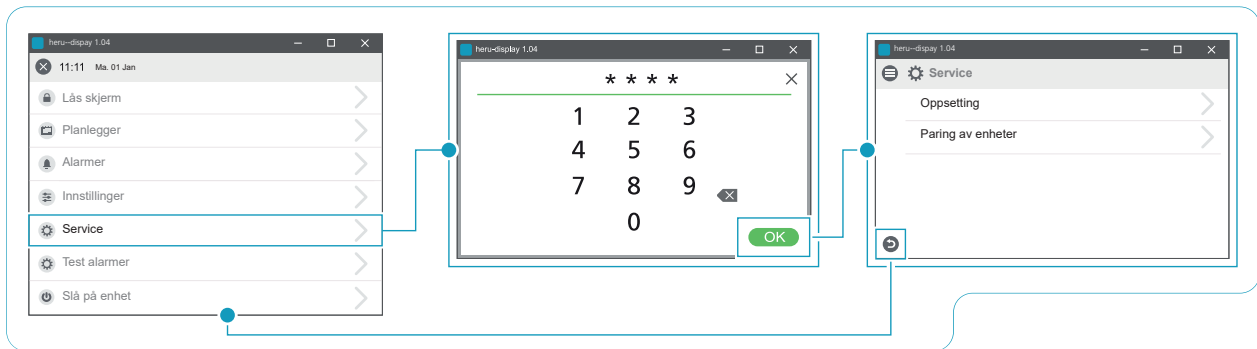 heru--dispay 1.04
11:11 Ma. 01 Jan
Lås skjerm
Planlegger
Alarmer
Innstillinger
Service
Test alarmer
Slå på enhet
heru-display 1.04
* * * *
1 2 3
4 5 6
7 8 9
0
OK
heru--dispay 1.04
Service
Oppsetting
Paring av enheter